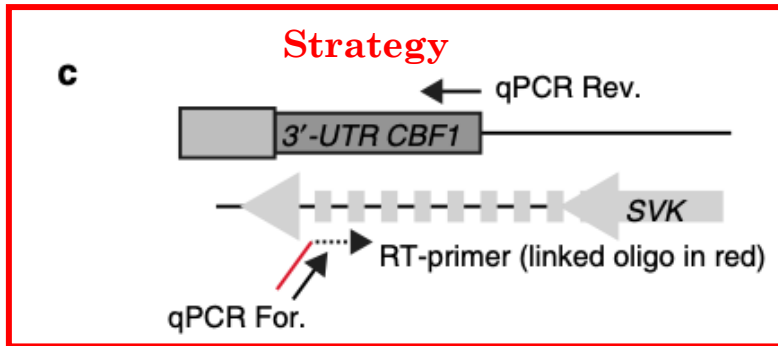 Strategy
c
qPCR Rev.
3′-UTR CBF1
SVK
RT-primer (linked oligo in red)
qPCR For.